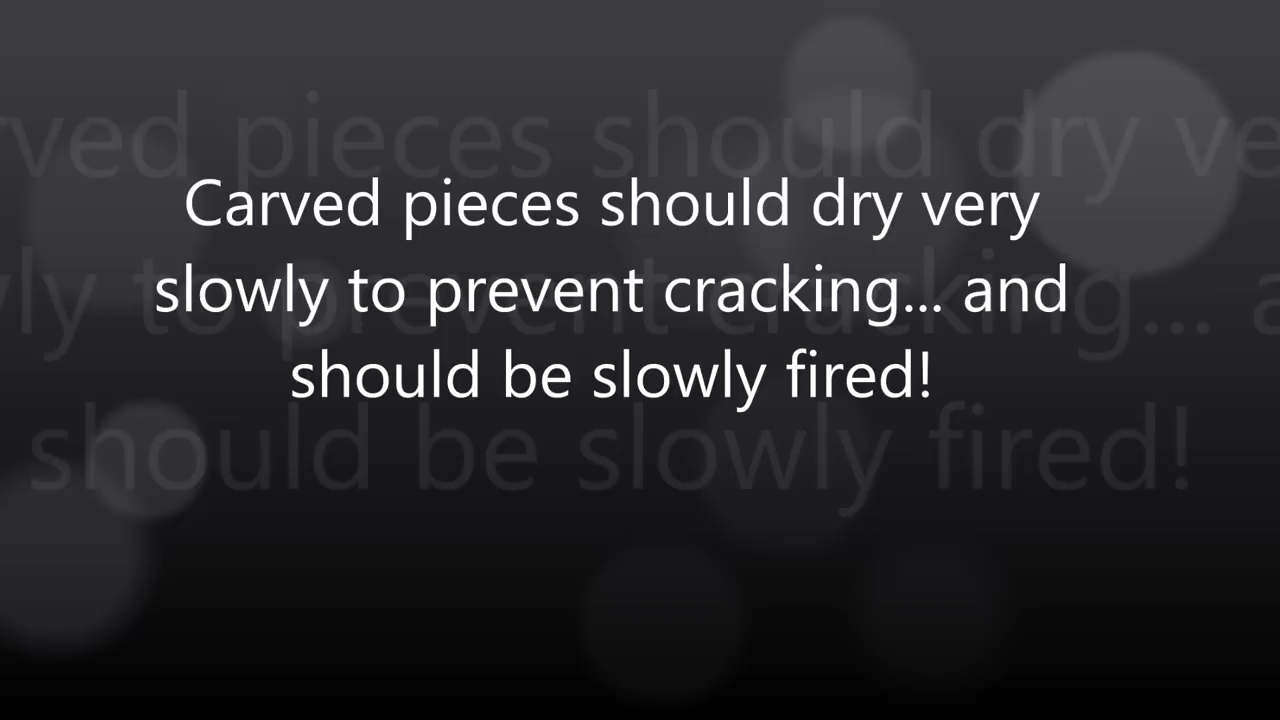 Carved pieces should dry very
slowly to prevent cracking... and
should be slowly fired!